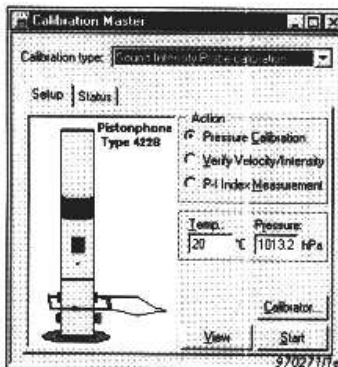 Calibration Master
Calibration type: Sound Intensity Probe calibration
Setup Status
Pistonphone
Type 4228
Action
Pressure Calibration
Verify Velocity/Intensity
P-I Index Measurement
Temp.: Pressure:
20 °C 1013.2 hPa
Calibrator...
View Start
970271/1e